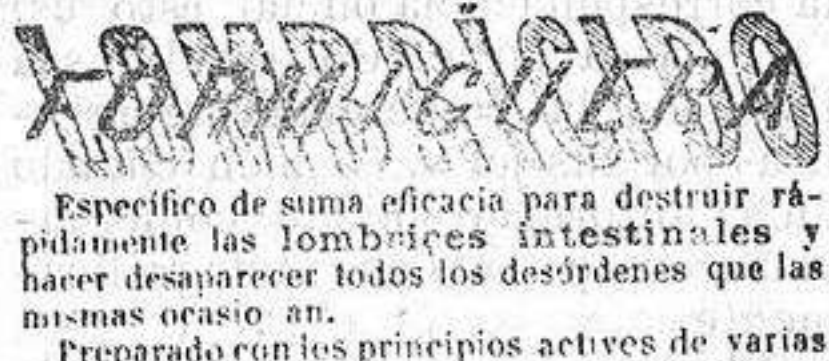 Específico de suma eficacia para destruir rá-
pidamente las lombrices intestinales y
hacer desaparecer todos los desórdenes que las
mismas ocasio an.
Preparado con los principios activos de varias